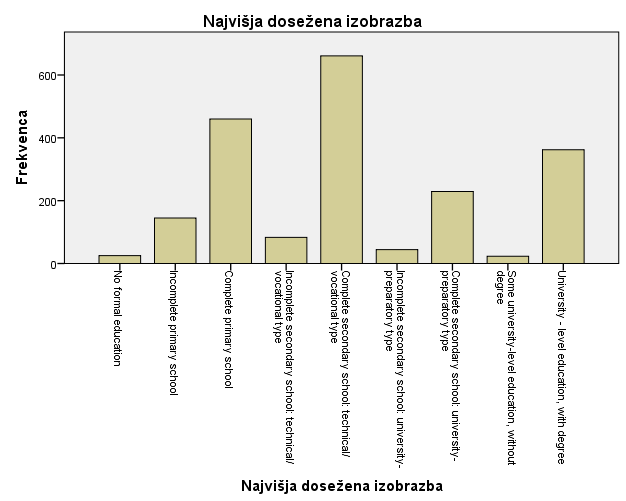 Najvišja dosežena izobrazba
Frekvenca
600
400
200
0
No formal education
Incomplete primary school
Complete primary school
Incomplete secondary school: technical/
vocational type
Complete secondary school: technical/
vocational type
Incomplete secondary school: university-
preparatory type
Complete secondary school: university-
preparatory type
Some university-level education, without
degree
University - level education, with degree
Najvišja dosežena izobrazba